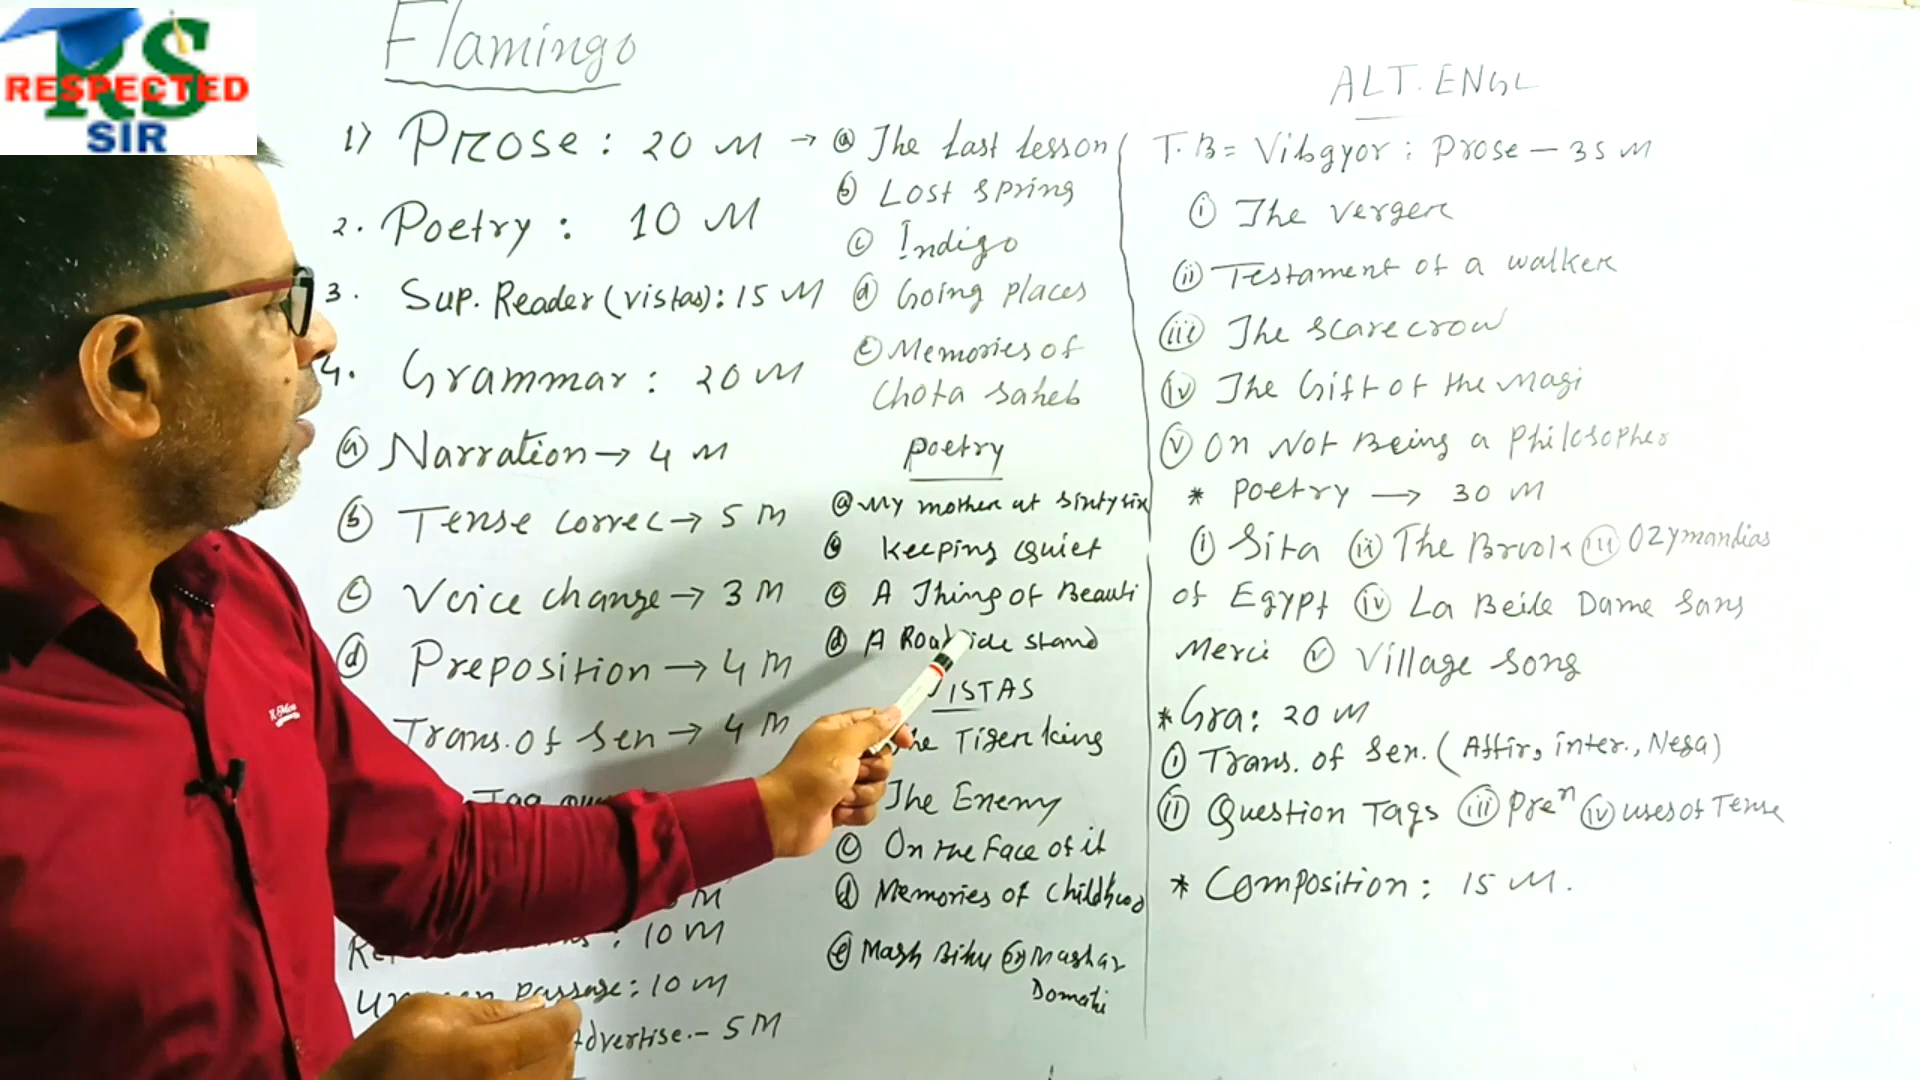 RS
RESPECTED
SIR
Flamingo
1) Prose: 20 M →
2. Poetry: 10 M
3. Sup. Reader (vistas): 15 M
4. Grammar: 20 M
(a) Narration → 4 M
(b) Tense correc → 5 M
(c) Voice change → 3 M
(d) Preposition → 4 M
Trans. of Sen → 4 M
Tag
M
: 10 M
passage: 10 M
Advertise.- 5 M
(a) The Last Lesson
(b) Lost spring
(c) Indigo
(d) Going places
(e) Memories of
Chota Saheb
Poetry
(a) My mother at sixty six
Keeping Quiet
(c) A Thing of Beauti
(d) A Roadside stand
VISTAS
The Tiger king
The Enemy
(c) On the Face of it
(d) Memories of Childhood
(e) Magh Bihu or Maghar
Domahi
ALT. ENGL
T.B = Vibgyor: Prose - 35 M
(i) The Verger
(ii) Testament of a walker
(iii) The Scarecrow
(iv) The Gift of the Magi
(v) On Not Being a Philosopher
* Poetry → 30 M
(i) Sita (ii) The Brook (iii) Ozymandias
of Egypt (iv) La Belle Dame Sans
Merci (v) Village Song
* Gra: 20 M
(i) Trans. of Sen. (Affir, inter., Nega)
(ii) Question Tags (iii) Preⁿ (iv) uses of Tense
* Composition: 15 M.